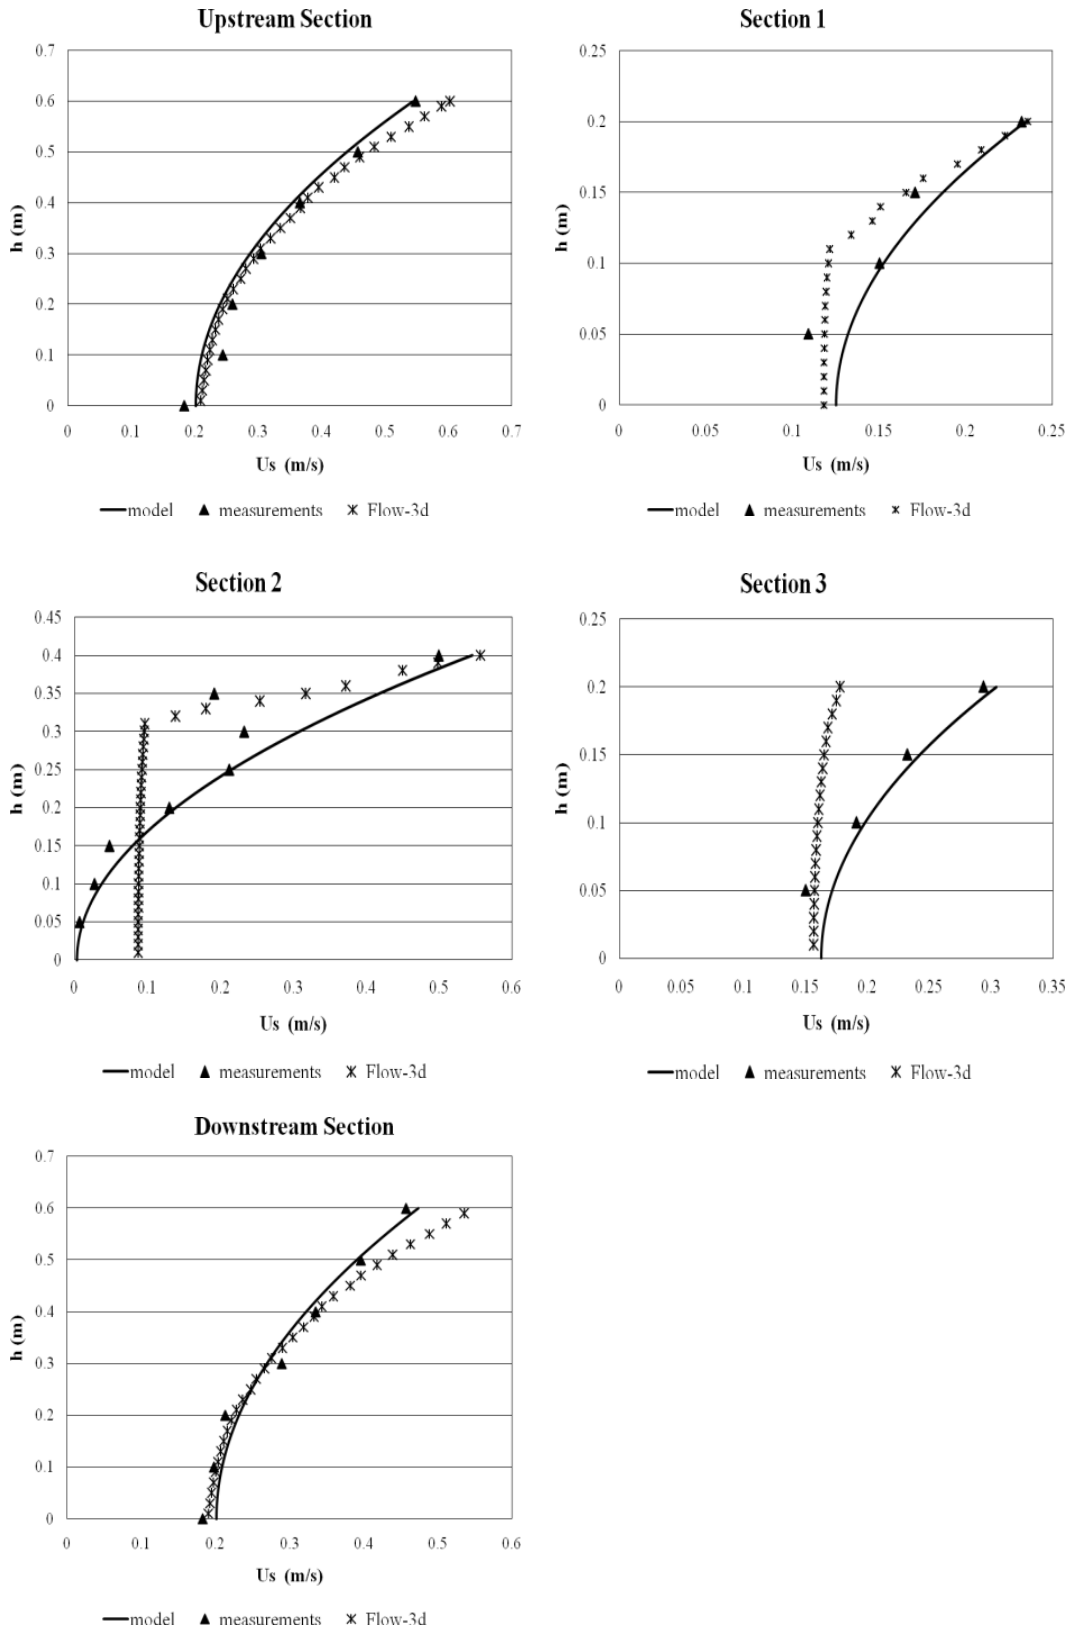 Upstream Section
0.7
0.6
0.5
0.4
0.3
0.2
0.1
0
h (m)
0 0.1 0.2 0.3 0.4 0.5 0.6 0.7
Us (m/s)
model measurements Flow-3d
Section 1
0.25
0.2
0.15
0.1
0.05
0
h (m)
0 0.05 0.1 0.15 0.2 0.25
Us (m/s)
model measurements Flow-3d
Section 2
0.45
0.4
0.35
0.3
0.25
0.2
0.15
0.1
0.05
0
h (m)
0 0.1 0.2 0.3 0.4 0.5 0.6
Us (m/s)
model measurements Flow-3d
Section 3
0.25
0.2
0.15
0.1
0.05
0
h (m)
0 0.05 0.1 0.15 0.2 0.25 0.3 0.35
Us (m/s)
model measurements Flow-3d
Downstream Section
0.7
0.6
0.5
0.4
0.3
0.2
0.1
0
h (m)
0 0.1 0.2 0.3 0.4 0.5 0.6
Us (m/s)
model measurements Flow-3d